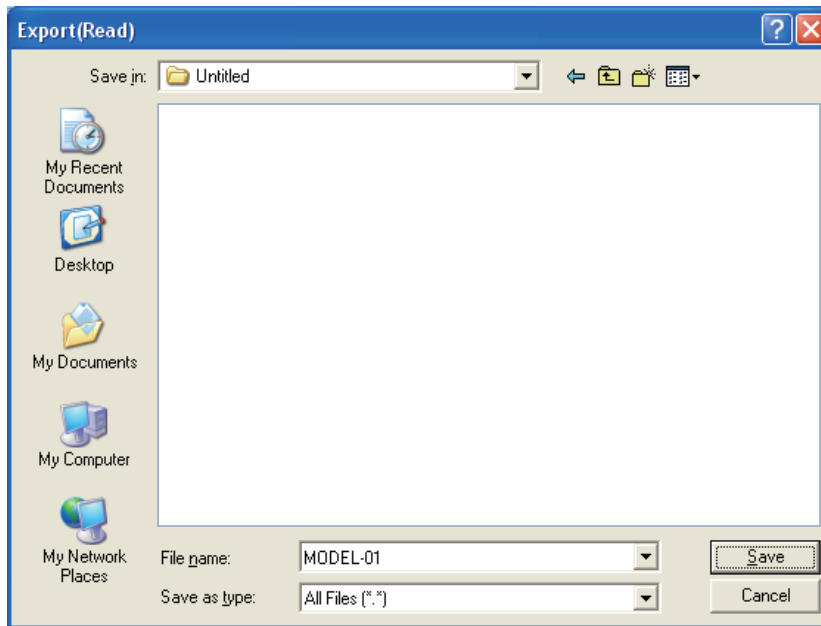 Export(Read)
Save in:
Untitled
My Recent
Documents
Desktop
My Documents
My Computer
My Network
Places
File name:
MODEL-01
Save
Save as type:
All Files (*.*)
Cancel